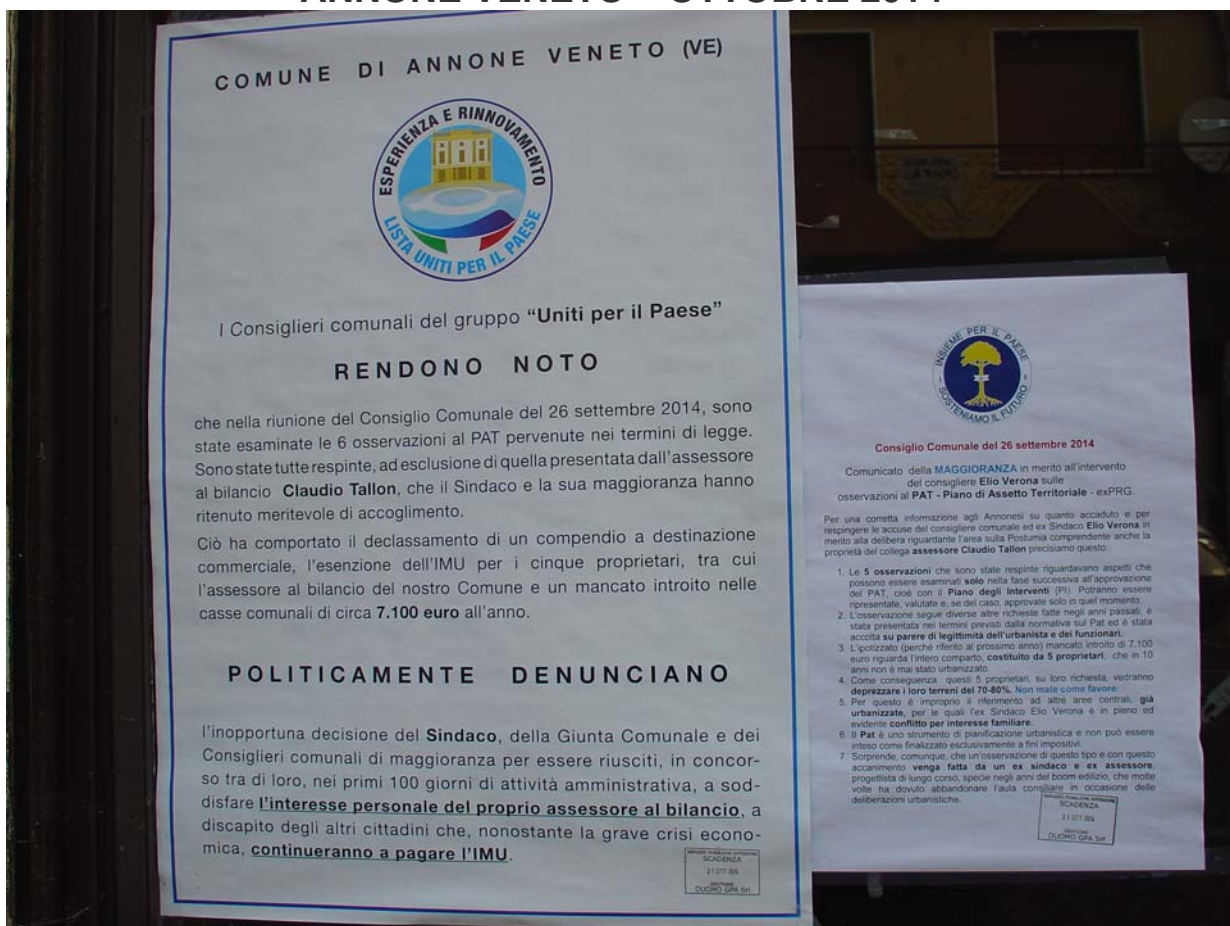 COMUNE DI ANNONE VENETO (VE)
ESPERIENZA E RINNOVAMENTO
LISTA UNITI PER IL PAESE
I Consiglieri comunali del gruppo “Uniti per il Paese”
RENDONO NOTO
che nella riunione del Consiglio Comunale del 26 settembre 2014, sono
state esaminate le 6 osservazioni al PAT pervenute nei termini di legge.
Sono state tutte respinte, ad esclusione di quella presentata dall'assessore
al bilancio Claudio Tallon, che il Sindaco e la sua maggioranza hanno
ritenuto meritevole di accoglimento.
Ciò ha comportato il declassamento di un compendio a destinazione
commerciale, l'esenzione dell'IMU per i cinque proprietari, tra cui
l'assessore al bilancio del nostro Comune e un mancato introito nelle
casse comunali di circa 7.100 euro all'anno.
POLITICAMENTE DENUNCIANO
l'inopportuna decisione del Sindaco, della Giunta Comunale e dei
Consiglieri comunali di maggioranza per essere riusciti, in concor-
so tra di loro, nei primi 100 giorni di attività amministrativa, a sod-
disfare l'interesse personale del proprio assessore al bilancio, a
discapito degli altri cittadini che, nonostante la grave crisi econo-
mica, continueranno a pagare l'IMU.
SCADENZA
DUOMO GPA Srl
INSIEME PER IL PAESE
- SOSTENIAMO IL FUTURO -
Consiglio Comunale del 26 settembre 2014
Comunicato della MAGGIORANZA in merito all'intervento
del consigliere Elio Verona sulle
osservazioni al PAT - Piano di Assetto Territoriale - exPRG.
Per una corretta informazione agli Annonesi su quanto accaduto e per
respingere le accuse del consigliere comunale ed ex Sindaco Elio Verona in
merito alla delibera riguardante l'area sulla Postumia comprendente anche la
proprietà del collega assessore Claudio Tallon precisiamo questo:
1. Le 5 osservazioni che sono state respinte riguardavano aspetti che
possono essere esaminati solo nella fase successiva all'approvazione
del PAT, cioè con il Piano degli Interventi (PI). Potranno essere
ripresentate, valutate e, se del caso, approvate solo in quel momento.
2. L'osservazione segue diverse altre richieste fatte negli anni passati, è
stata presentata nei termini previsti dalla normativa sul Pat ed è stata
accolta su parere di legittimità dell'urbanista e dei funzionari.
3. L'ipotizzato (perché riferito al prossimo anno) mancato introito di 7.100
euro riguarda l'intero comparto, costituito da 5 proprietari, che in 10
anni non è mai stato urbanizzato.
4. Come conseguenza questi 5 proprietari, su loro richiesta, vedranno
deprezzare i loro terreni del 70-80%. Non male come favore.
5. Per questo è improprio il riferimento ad altre aree centrali, già
urbanizzate, per le quali l'ex Sindaco Elio Verona è in pieno ed
evidente conflitto per interesse familiare.
6. Il Pat è uno strumento di pianificazione urbanistica e non può essere
inteso come finalizzato esclusivamente a fini impositivi.
7. Sorprende, comunque, che un'osservazione di questo tipo e con questo
accanimento venga fatta da un ex sindaco e ex assessore,
progettista di lungo corso, specie negli anni del boom edilizio, che molte
volte ha dovuto abbandonare l'aula consiliare in occasione delle
deliberazioni urbanistiche.
SCADENZA
DUOMO GPA Srl